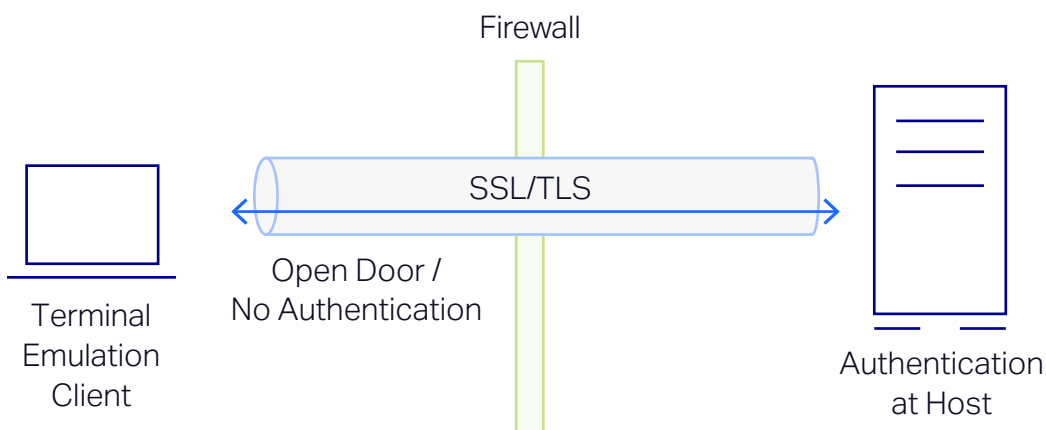 Firewall
SSL/TLS
Open Door /
No Authentication
Terminal
Emulation
Client
Authentication
at Host